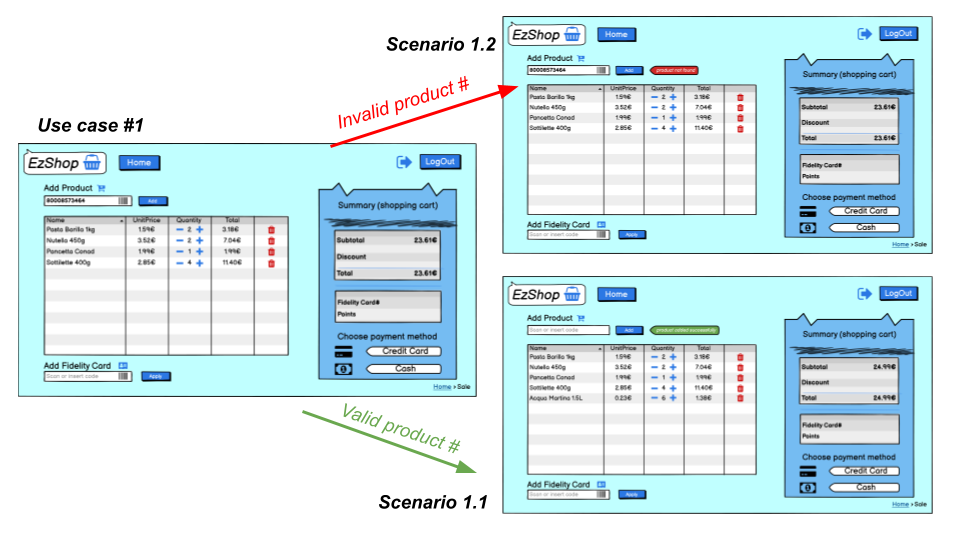 Use case #1
EzShop
Home
LogOut
Add Product
80008573464
Add
Name UnitPrice Quantity Total
Pasta Barilla 1kg 1.59€ 2 3.18€
Nutella 450g 3.52€ 2 7.04€
Pancetta Conad 1.99€ 1 1.99€
Sottilette 400g 2.85€ 4 11.40€
Add Fidelity Card
Scan or insert code
Apply
Summary (shopping cart)
Subtotal 23.61€
Discount
Total 23.61€
Fidelity Card#
Points
Choose payment method
Credit Card
Cash
Home > Sale
Invalid product #
Scenario 1.2
EzShop
Home
LogOut
Add Product
80008573464
Add
product not found
Name UnitPrice Quantity Total
Pasta Barilla 1kg 1.59€ 2 3.18€
Nutella 450g 3.52€ 2 7.04€
Pancetta Conad 1.99€ 1 1.99€
Sottilette 400g 2.85€ 4 11.40€
Add Fidelity Card
Scan or insert code
Apply
Summary (shopping cart)
Subtotal 23.61€
Discount
Total 23.61€
Fidelity Card#
Points
Choose payment method
Credit Card
Cash
Home > Sale
Valid product #
Scenario 1.1
EzShop
Home
LogOut
Add Product
Scan or insert code
Add
product added successfully
Name UnitPrice Quantity Total
Pasta Barilla 1kg 1.59€ 2 3.18€
Nutella 450g 3.52€ 2 7.04€
Pancetta Conad 1.99€ 1 1.99€
Sottilette 400g 2.85€ 4 11.40€
Acqua Martina 1.5L 0.23€ 6 1.38€
Add Fidelity Card
Scan or insert code
Apply
Summary (shopping cart)
Subtotal 24.99€
Discount
Total 24.99€
Fidelity Card#
Points
Choose payment method
Credit Card
Cash
Home > Sale